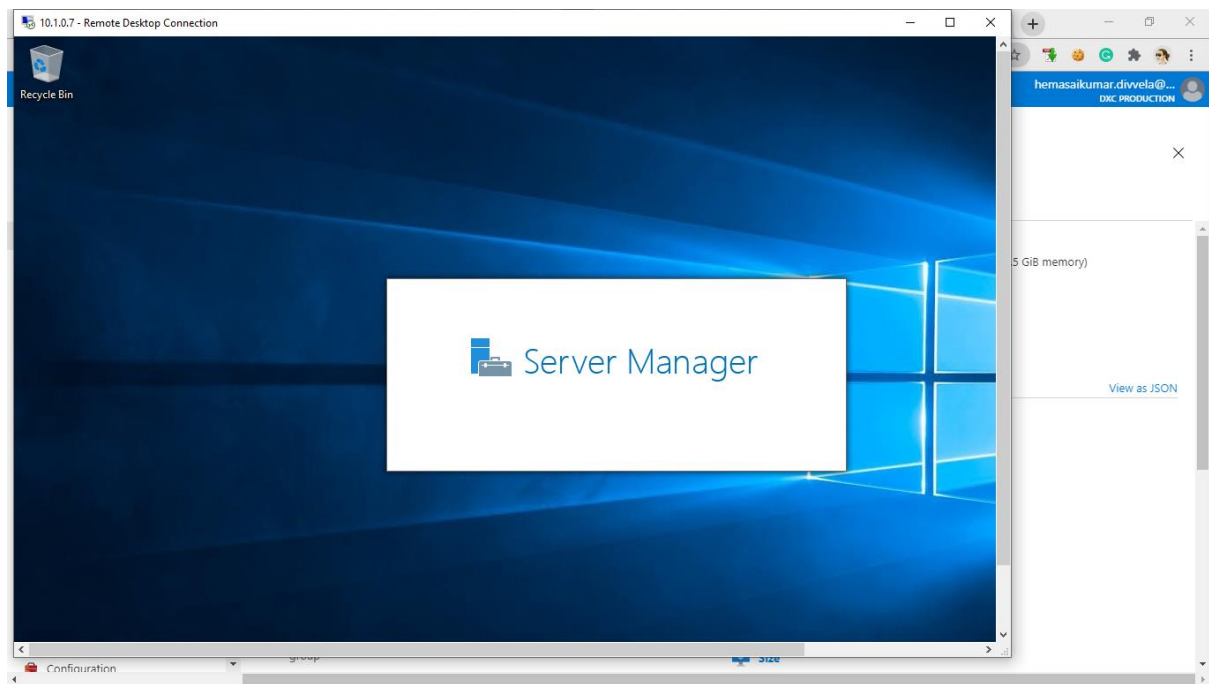 10.1.0.7 - Remote Desktop Connection
Recycle Bin
hemasaikumar.divvela@...
DXC PRODUCTION
5 GiB memory)
Server Manager
View as JSON
Configuration
group
Size